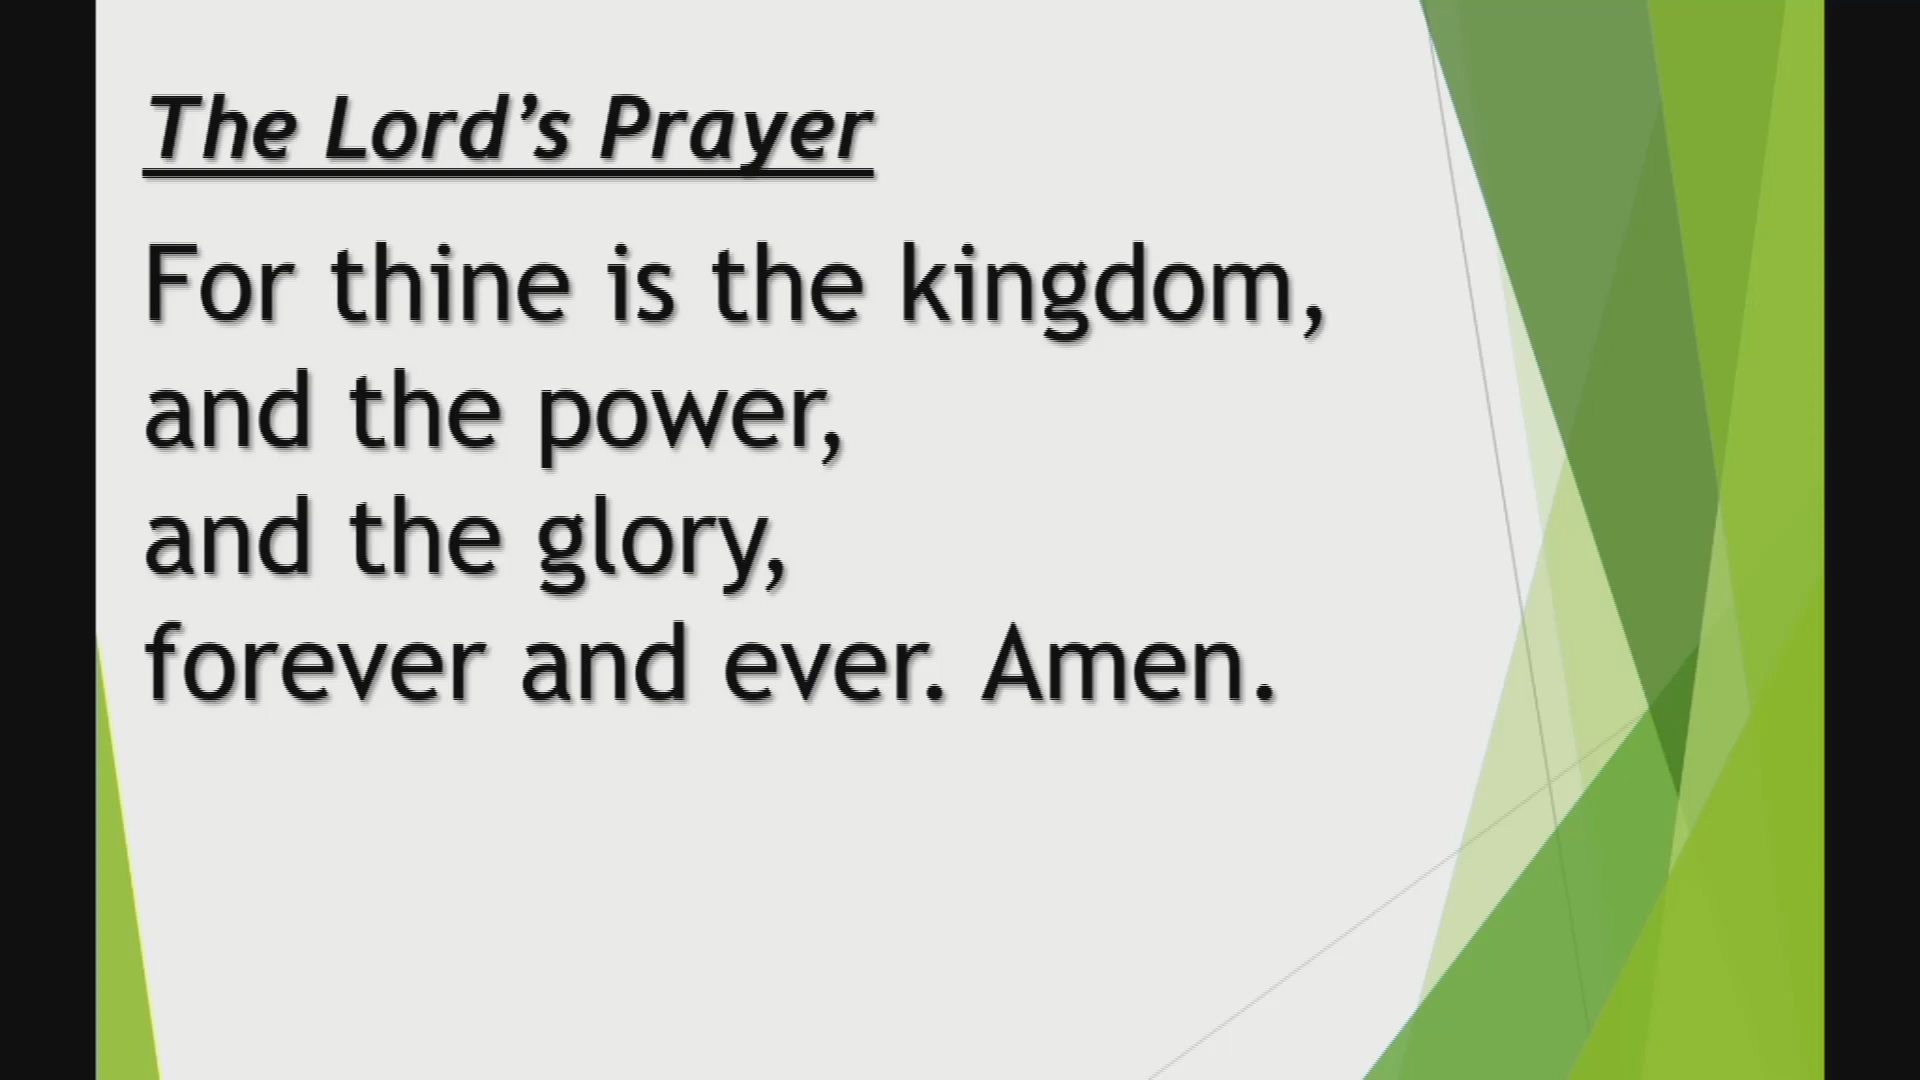 The Lord’s Prayer
For thine is the kingdom,
and the power,
and the glory,
forever and ever. Amen.